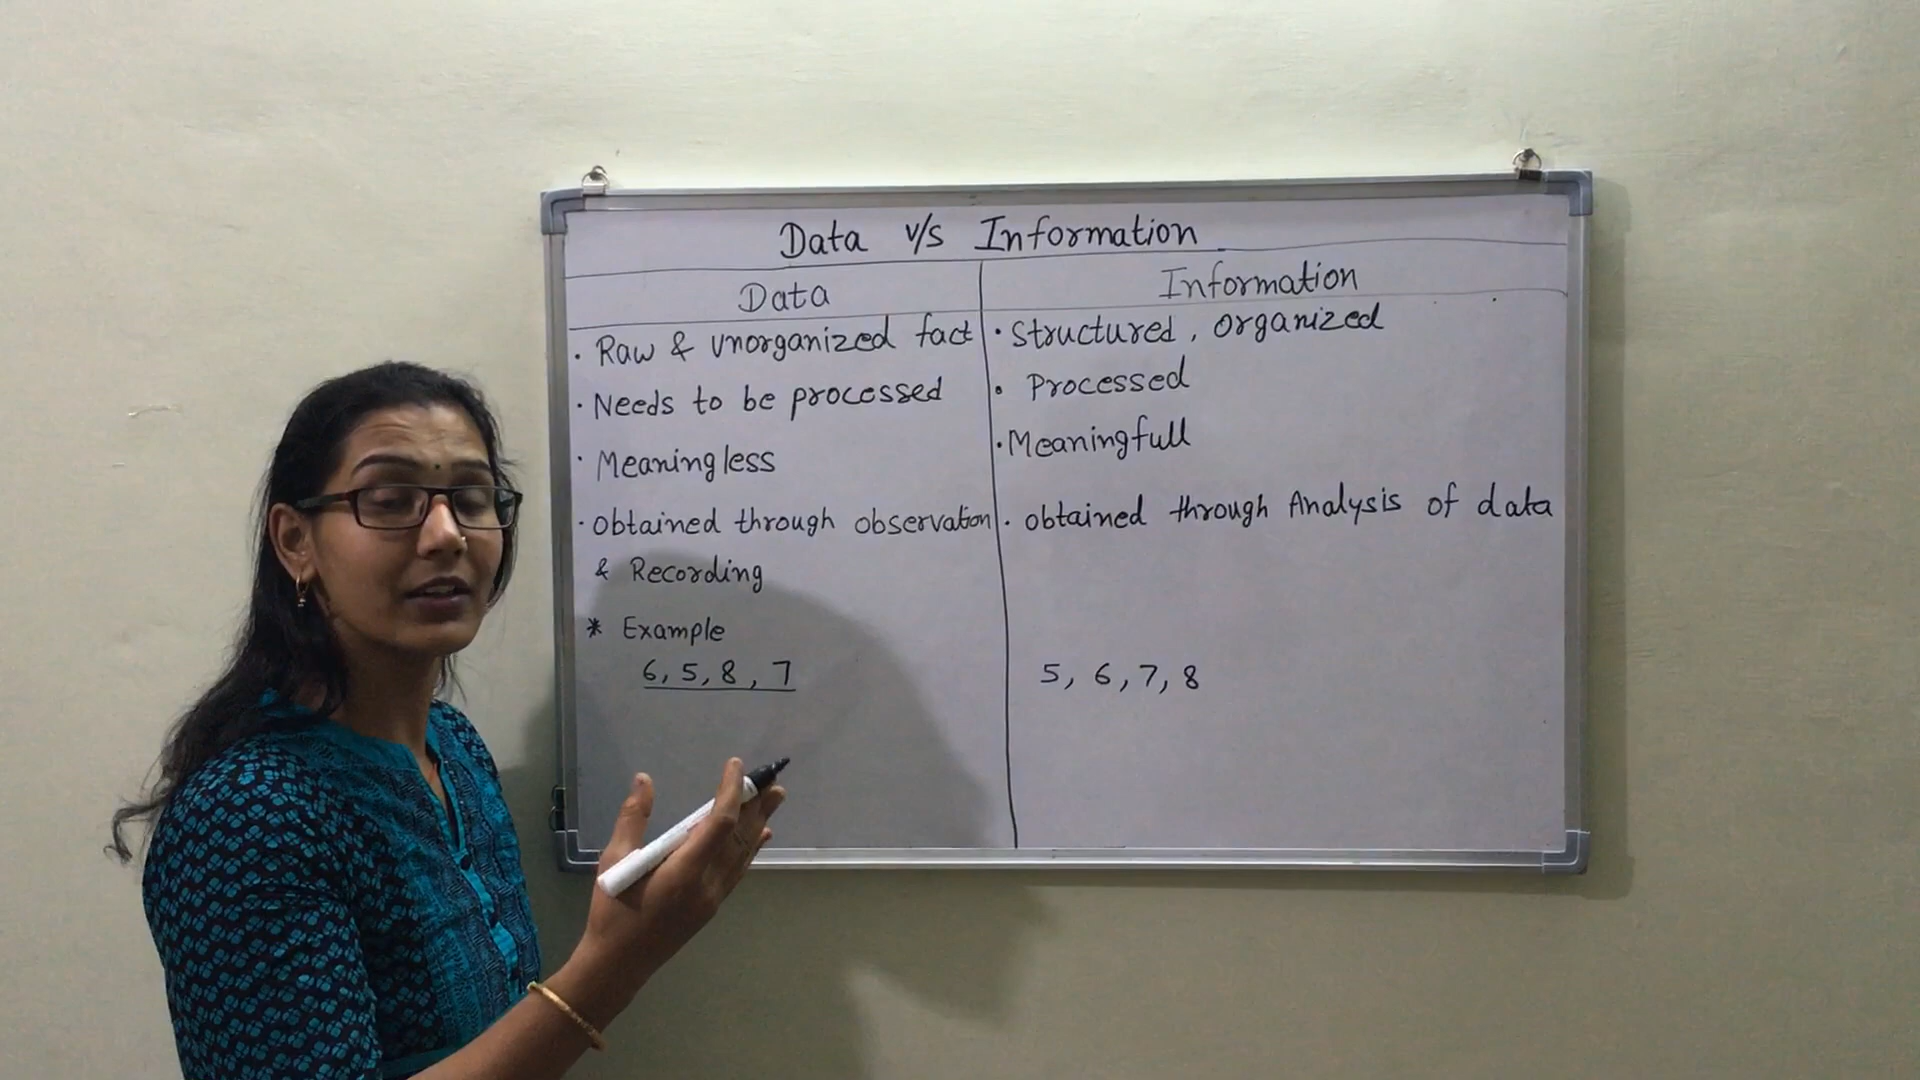 Data v/s Information
Data
Information
· Raw & unorganized fact
· Needs to be processed
· Meaningless
· obtained through observation
& Recording
* Example
6, 5, 8, 7
· Structured, organized
· Processed
· Meaningfull
· obtained through Analysis of data
5, 6, 7, 8